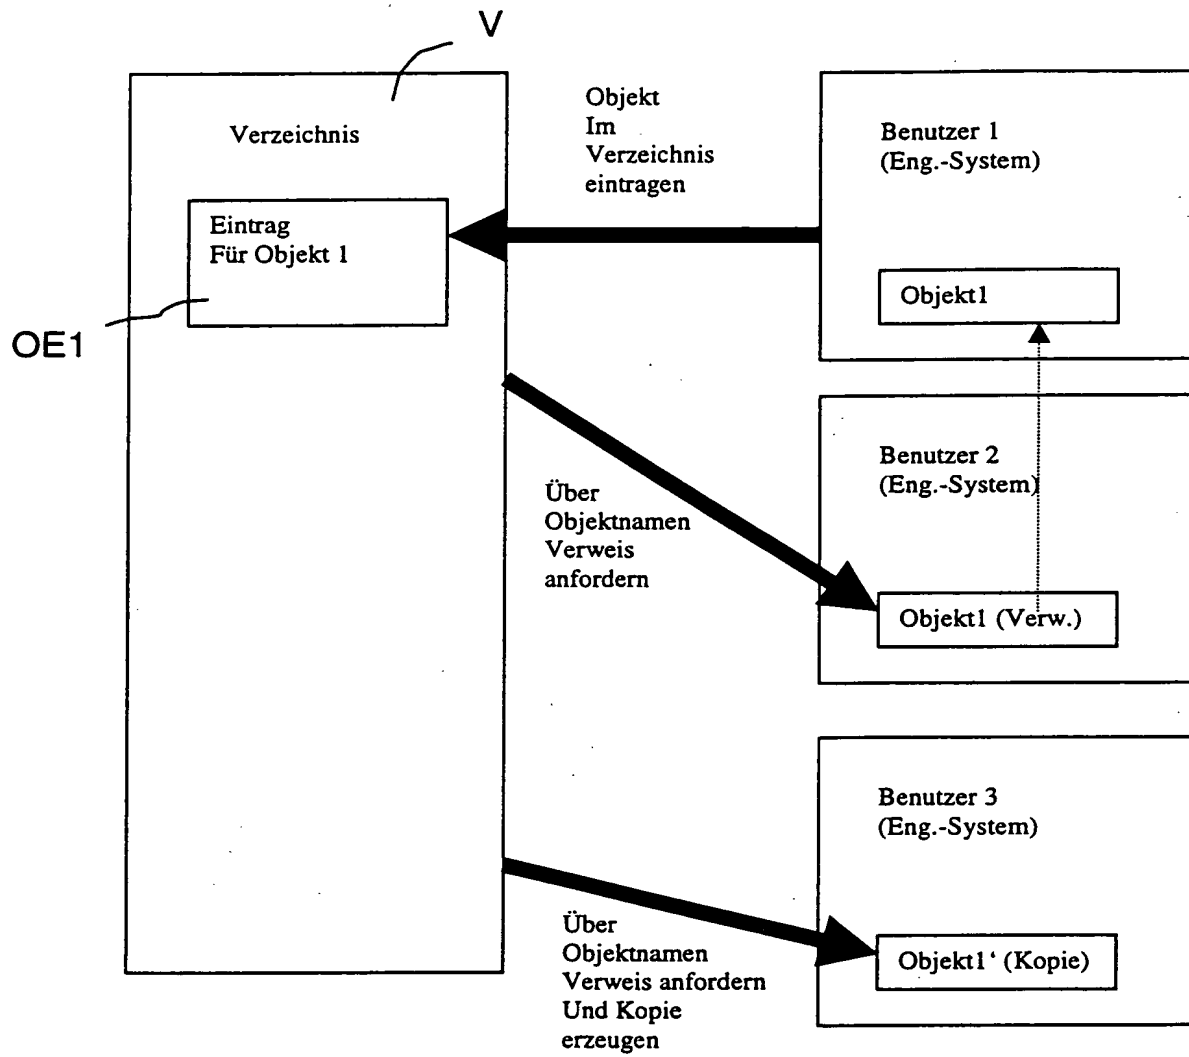 V
Verzeichnis
Eintrag
Für Objekt 1
OE1
Objekt
Im
Verzeichnis
eintragen
Benutzer 1
(Eng.-System)
Objekt1
Über
Objektnamen
Verweis
anfordern
Benutzer 2
(Eng.-System)
Objekt1 (Verw.)
Über
Objektnamen
Verweis anfordern
Und Kopie
erzeugen
Benutzer 3
(Eng.-System)
Objekt1‘ (Kopie)